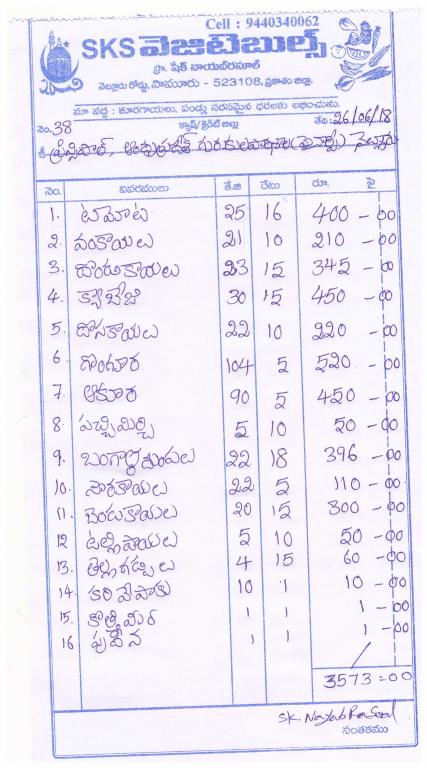 Cell : 9440340062
SKS వెజిటెబుల్స్
ప్రొ. షేక్ నాయబ్‌రసూల్
నెల్లూరు రోడ్డు, పామూరు - 523108, ప్రకాశం జిల్లా.
మా వద్ద : కూరగాయలు, పండ్లు సరసమైన ధరలకు లభించును.
నెం. 38 క్యాష్/క్రెడిట్ బిల్లు తేది: 26/06/18
శ్రీ ప్రిన్సిపాల్, ఆంధ్రప్రదేశ్ గురుకుల పాఠశాల (మైనార్టీ) నెల్లూరు
నెం. వివరములు కే.జి రేటు రూ. పై
1. టమోట 25 16 400-00
2. వంకాయలు 21 10 210-00
3. దొండకాయలు 23 15 345-00
4. క్యాబేజి 30 15 450-00
5. దోసకాయలు 22 10 220-00
6 గొంగూర 104 5 520-00
7. ఆకూర 90 5 450-00
8. పచ్చిమిర్చి 5 10 50-00
9. 22 18 396-00
10. సొరకాయలు 22 5 110-00
11. బెండకాయలు 20 15 300-00
12 ఉల్లిపాయలు 5 10 50-00
13. తెల్లగడ్డలు 4 15 60-00
14. కరివేపాకు 10 1 10-00
15. కొత్తిమీర 1 1 1-00
16 పుదీన 1 1 1-00
3573=00
SK. Nayab Rasool
సంతకము